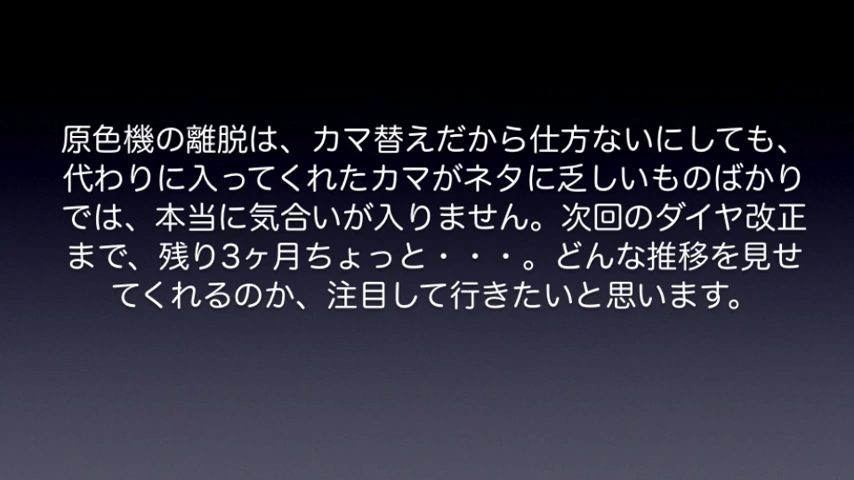 原色機の離脱は、カマ替えだから仕方ないにしても、
代わりに入ってくれたカマがネタに乏しいものばかり
では、本当に気合いが入りません。次回のダイヤ改正
まで、残り3ヶ月ちょっと・・・。どんな推移を見せ
てくれるのか、注目して行きたいと思います。